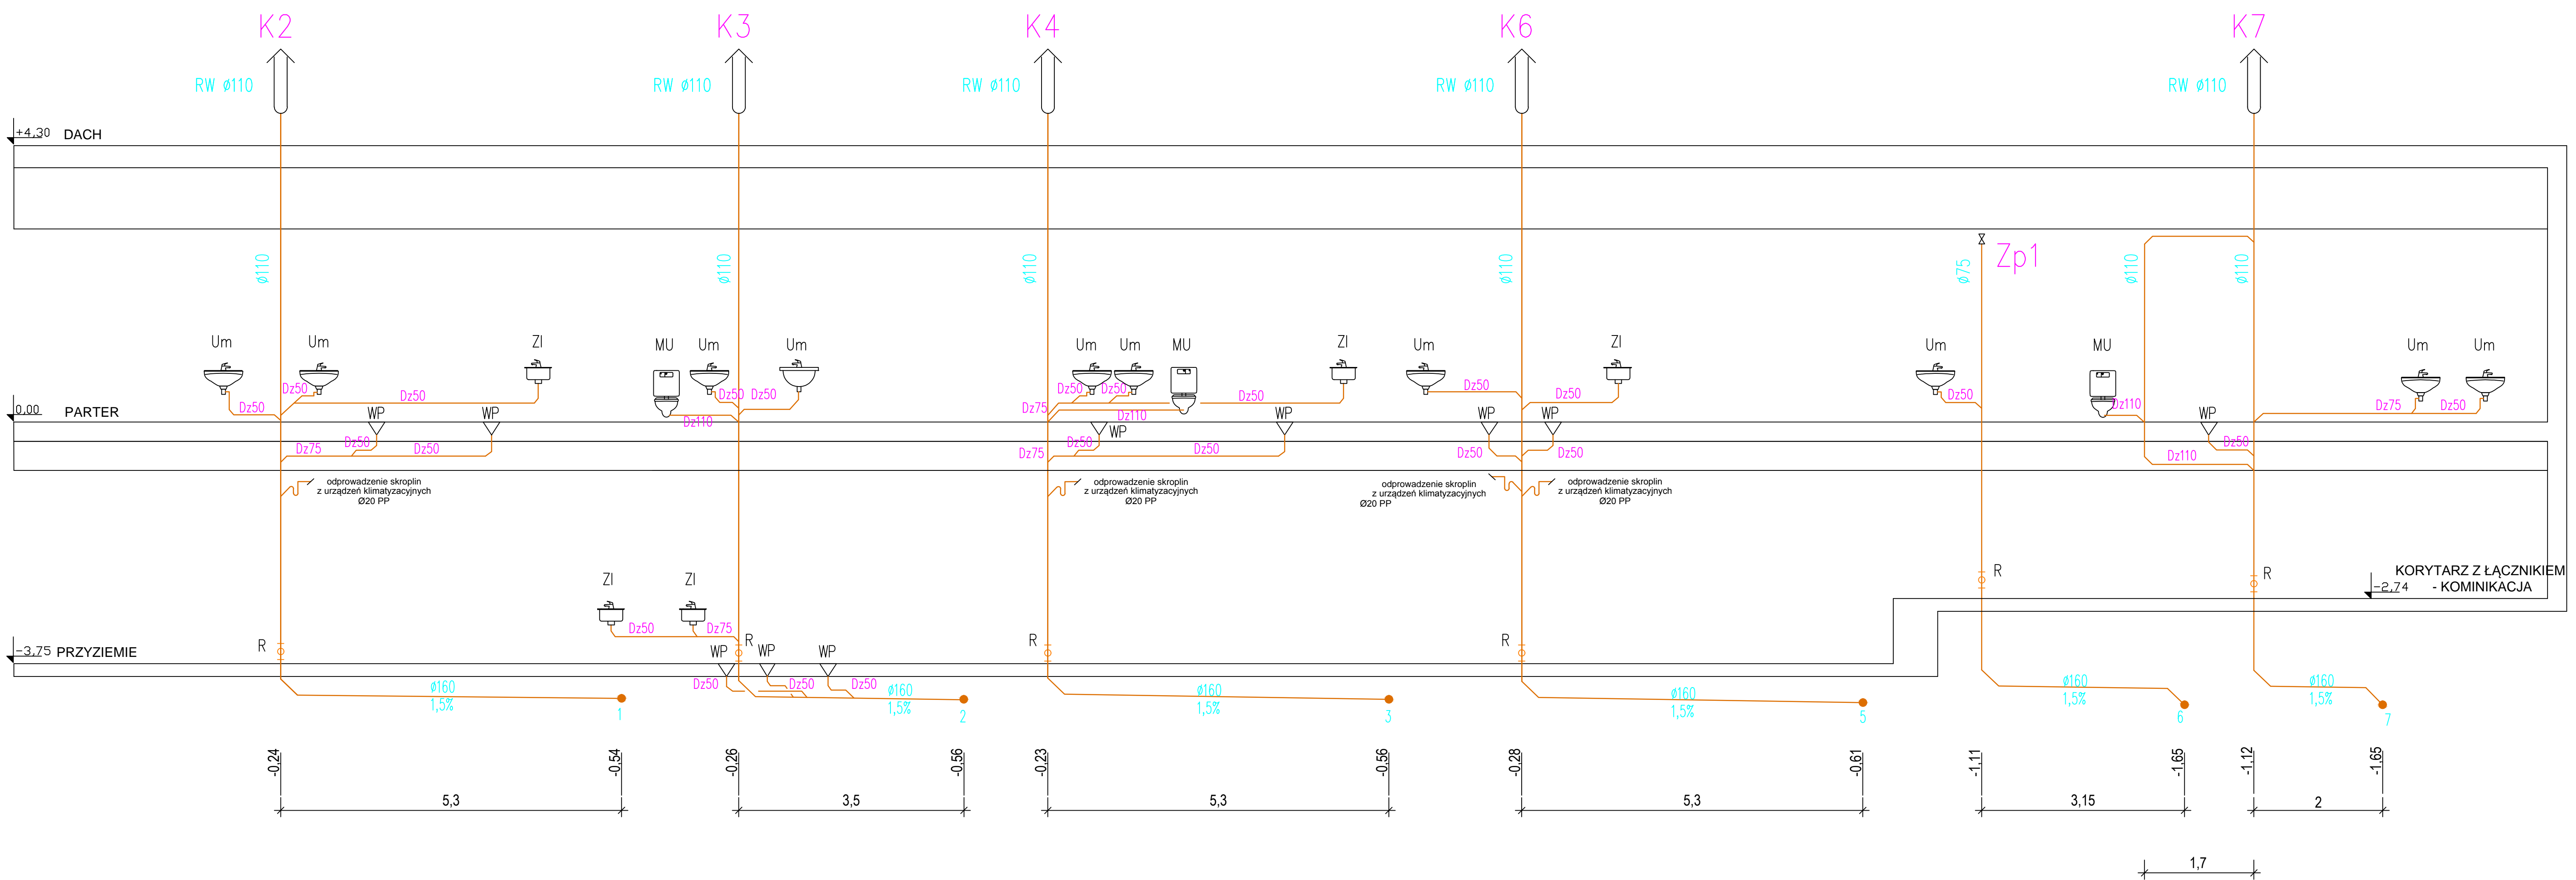 K2 K3 K4 K6 K7
RW ø110 RW ø110 RW ø110 RW ø110 RW ø110
+4,30 DACH
ø110 ø110 ø110 ø110 ø75 Zp1 ø110 ø110
Um Um Zl MU Um Um Um Um MU Zl Um Zl Um MU Um Um
Dz50 Dz50 Dz50 Dz50 Dz50 Dz50 Dz50 Dz50 Dz50 Dz50 Dz50
0,00 PARTER
Dz50 WP WP Dz110 Dz75 Dz110 WP WP Dz110 WP Dz75 Dz50
Dz75 Dz50 Dz50 Dz75 Dz50 WP Dz50 Dz50 Dz50 Dz110 Dz50
odprowadzenie skroplin
z urządzeń klimatyzacyjnych
Ø20 PP
odprowadzenie skroplin
z urządzeń klimatyzacyjnych
Ø20 PP
odprowadzenie skroplin
z urządzeń klimatyzacyjnych
Ø20 PP
odprowadzenie skroplin
z urządzeń klimatyzacyjnych
Ø20 PP
R R
KORYTARZ Z ŁĄCZNIKIEM
-2,74 - KOMINIKACJA
Zl Zl
Dz50 Dz75
R R R R
-3,75 PRZYZIEMIE
WP WP WP
Dz50 Dz50 Dz50
ø160 ø160 ø160 ø160 ø160 ø160
1,5% 1,5% 1,5% 1,5% 1,5% 1,5%
1 2 3 5 6 7
-0,24 -0,54 -0,26 -0,56 -0,23 -0,56 -0,28 -0,61 -1,11 -1,65 -1,12 -1,65
5,3 3,5 5,3 5,3 3,15 2
1,7